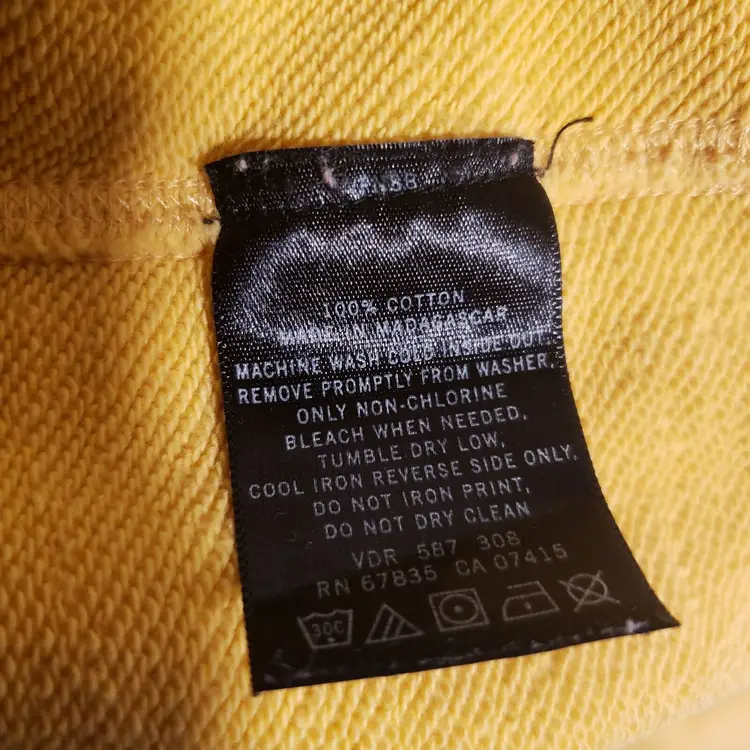 100% COTTON
MADE IN MADAGASCAR
MACHINE WASH COLD INSIDE OUT
REMOVE PROMPTLY FROM WASHER.
ONLY NON-CHLORINE
BLEACH WHEN NEEDED.
TUMBLE DRY LOW.
COOL IRON REVERSE SIDE ONLY.
DO NOT IRON PRINT.
DO NOT DRY CLEAN
VDR 587 308
RN 67835 CA 07415
30C